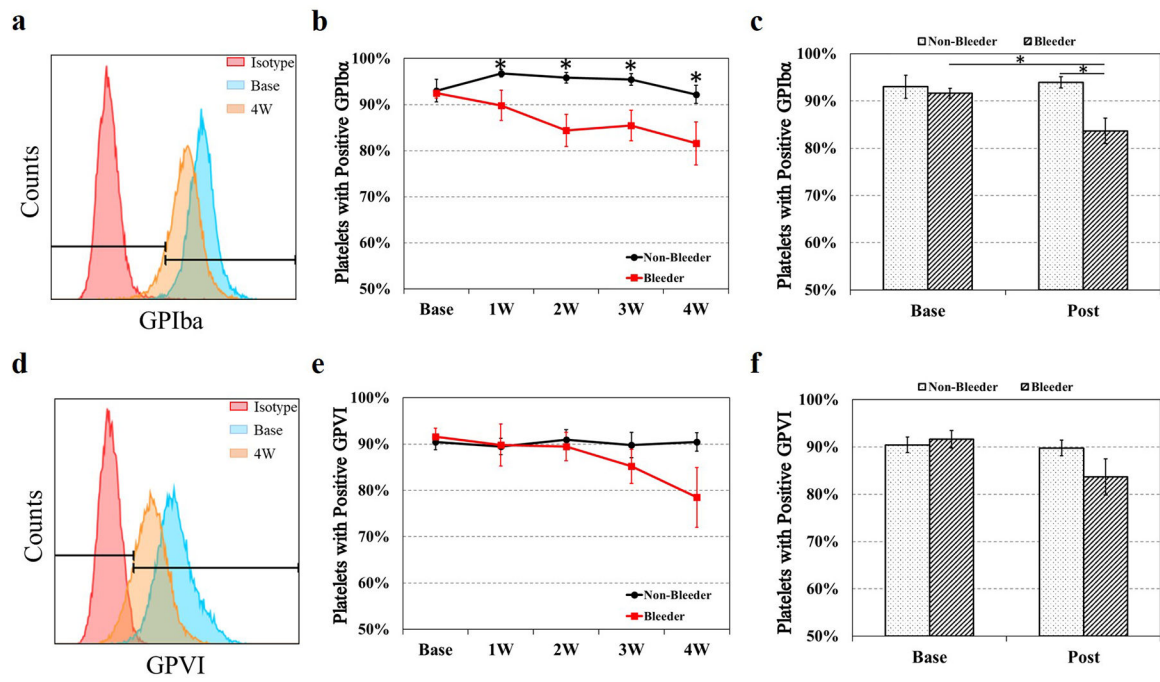 a
Isotype
Base
4W
Counts
GPIba
b
Platelets with Positive GPIbα
100%
90%
80%
70%
60%
50%
* * * *
Non-Bleeder
Bleeder
Base 1W 2W 3W 4W
c
Non-Bleeder Bleeder
Platelets with Positive GPIbα
100%
90%
80%
70%
60%
50%
*
*
Base Post
d
Isotype
Base
4W
Counts
GPVI
e
Platelets with Positive GPVI
100%
90%
80%
70%
60%
50%
Non-Bleeder
Bleeder
Base 1W 2W 3W 4W
f
Non-Bleeder Bleeder
Platelets with Positive GPVI
100%
90%
80%
70%
60%
50%
Base Post